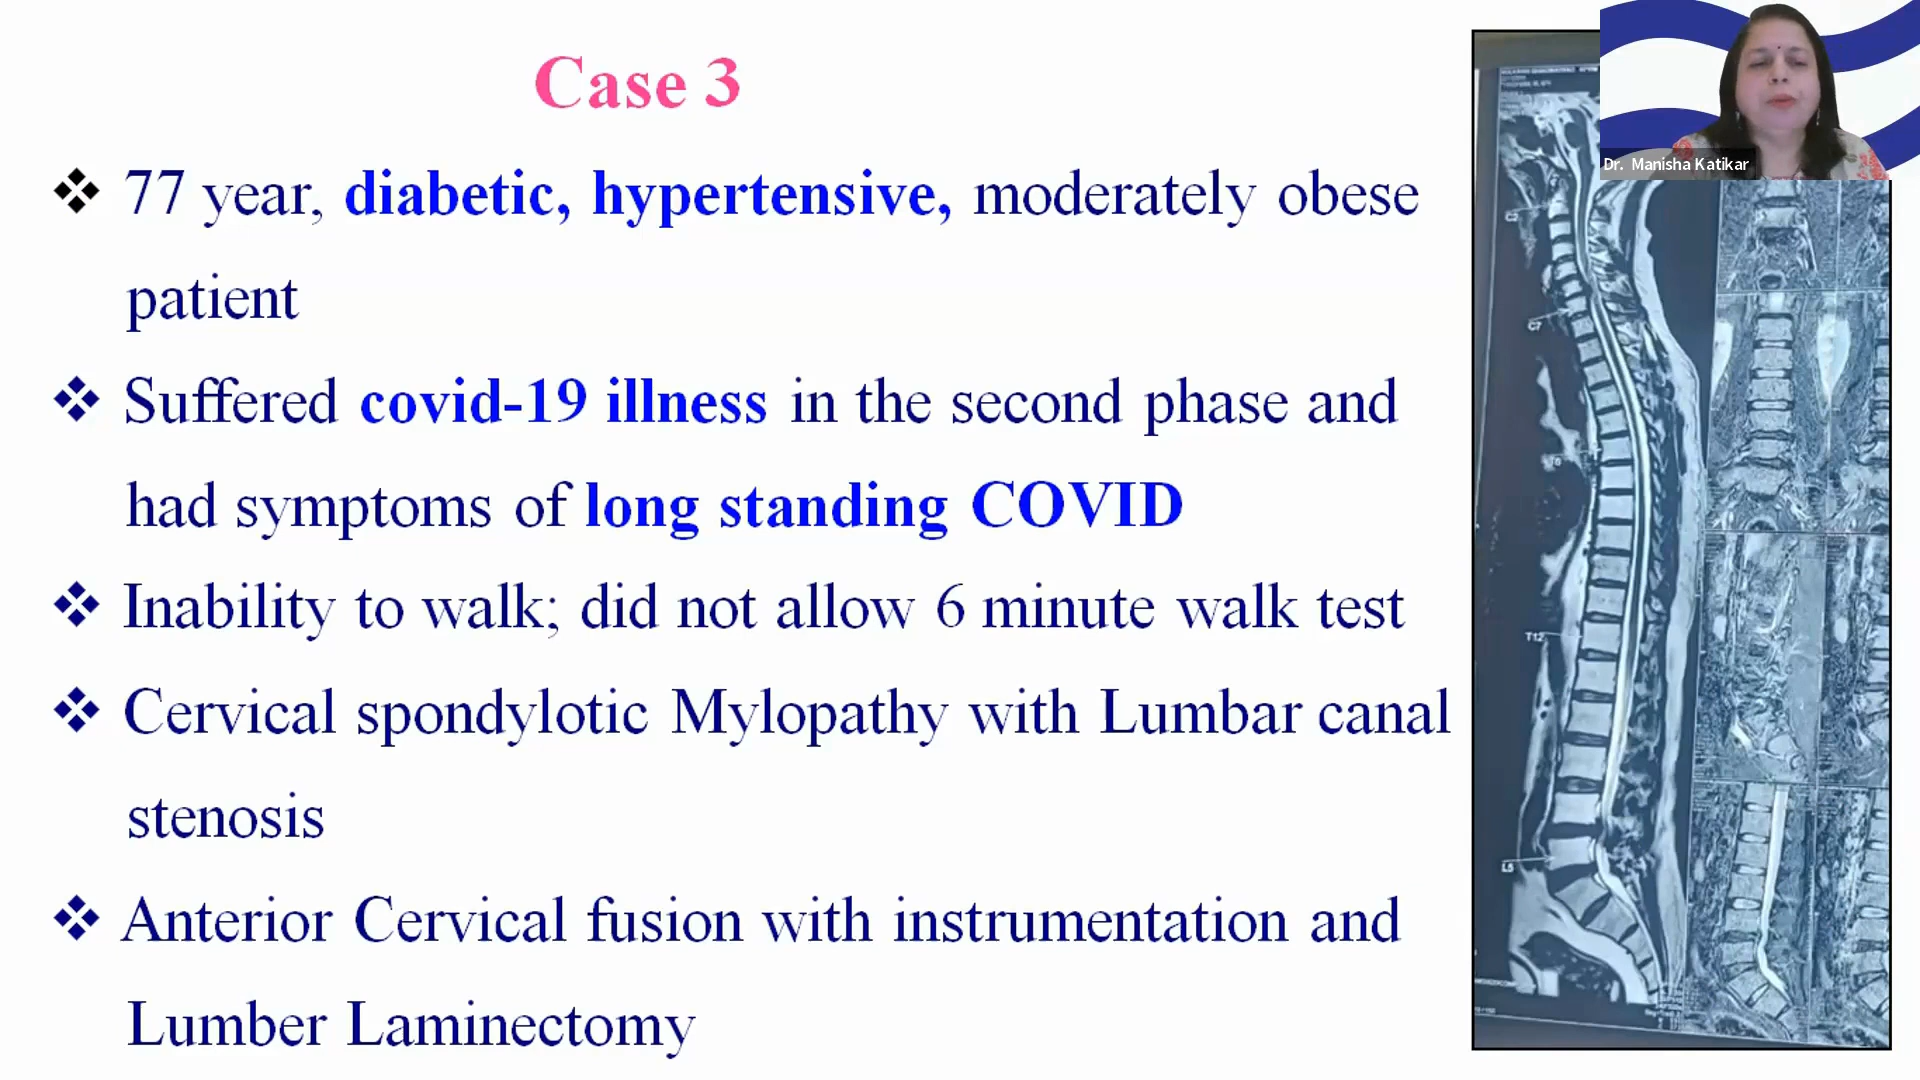 Case 3
Dr. Manisha Katikar
❖ 77 year, diabetic, hypertensive, moderately obese
patient
❖ Suffered covid-19 illness in the second phase and
had symptoms of long standing COVID
❖ Inability to walk; did not allow 6 minute walk test
❖ Cervical spondylotic Mylopathy with Lumbar canal
stenosis
❖ Anterior Cervical fusion with instrumentation and
Lumber Laminectomy
C2
C7
T12
L5